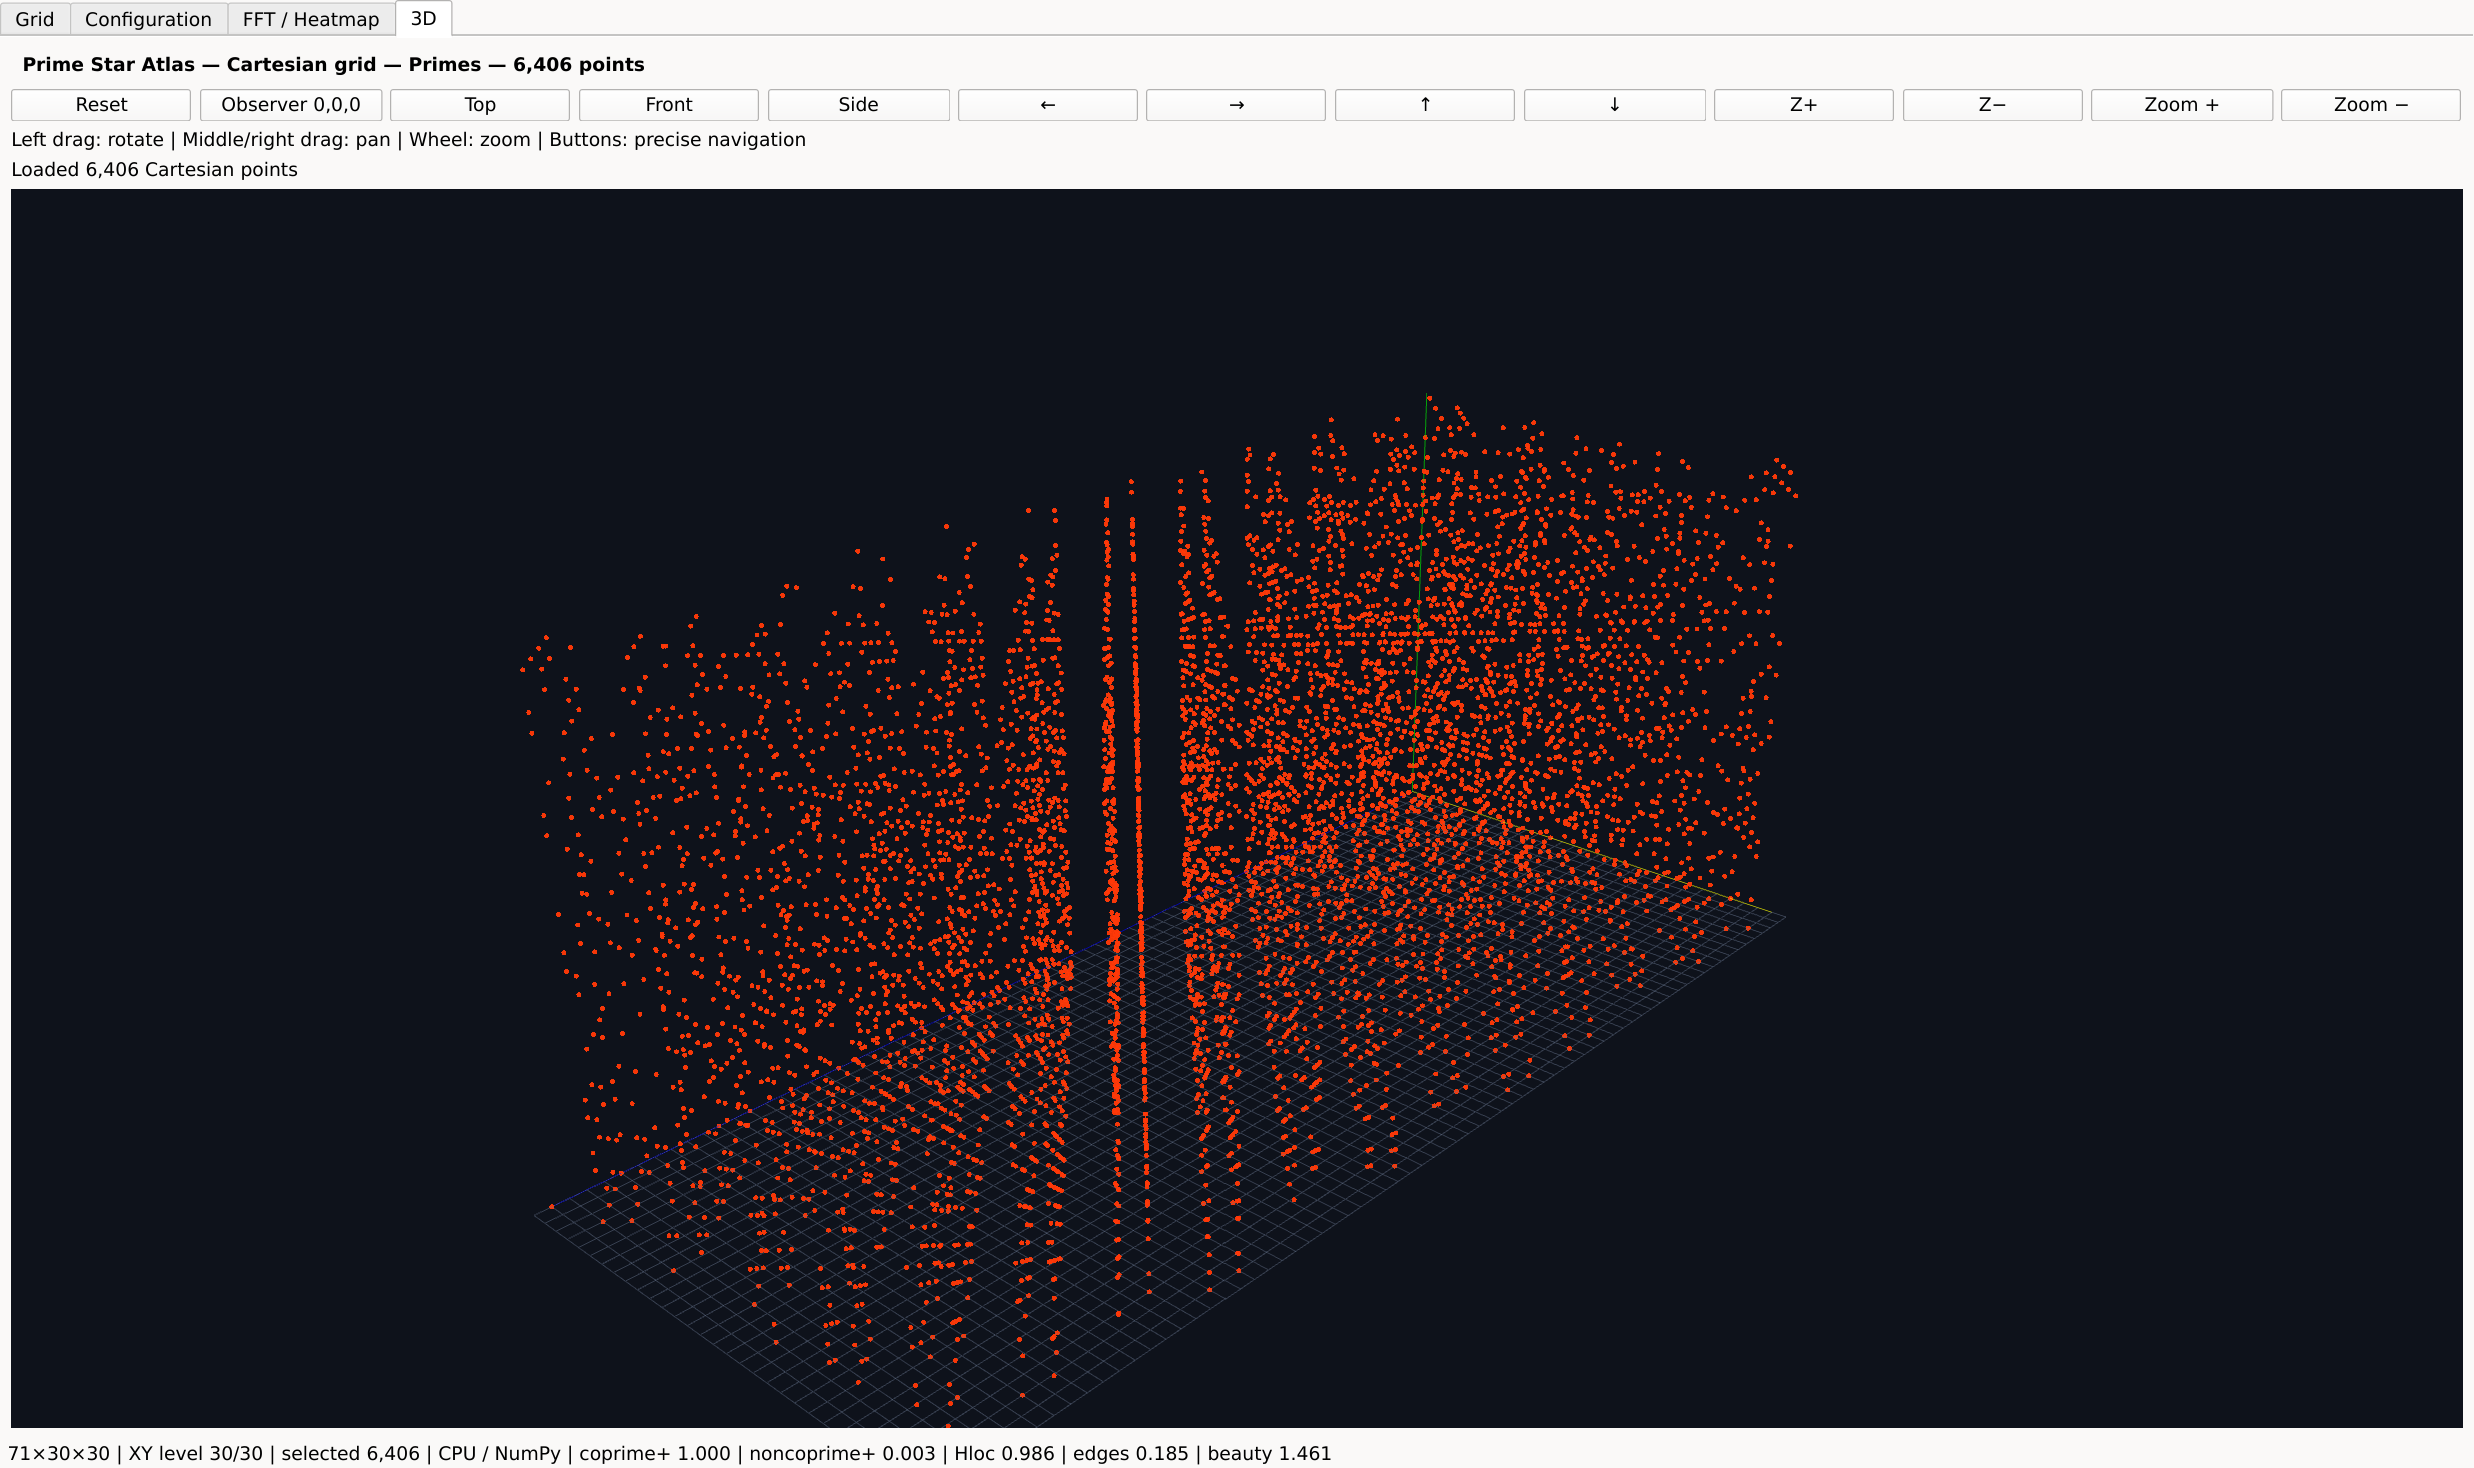 Grid Configuration FFT / Heatmap 3D
Prime Star Atlas — Cartesian grid — Primes — 6,406 points
Reset Observer 0,0,0 Top Front Side ← → ↑ ↓ Z+ Z− Zoom + Zoom −
Left drag: rotate | Middle/right drag: pan | Wheel: zoom | Buttons: precise navigation
Loaded 6,406 Cartesian points
71×30×30 | XY level 30/30 | selected 6,406 | CPU / NumPy | coprime+ 1.000 | noncoprime+ 0.003 | Hloc 0.986 | edges 0.185 | beauty 1.461